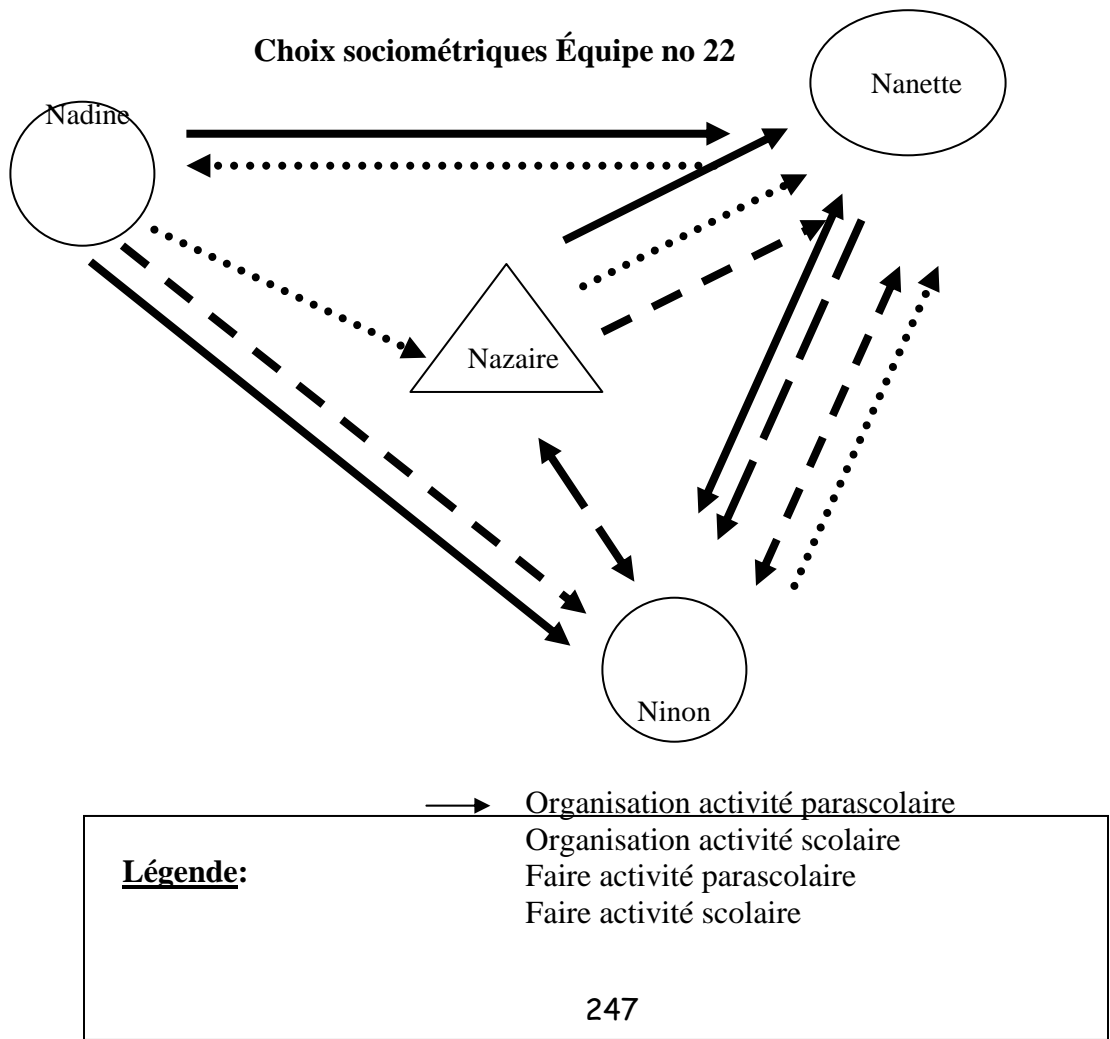 Choix sociométriques Équipe no 22
Nanette
Nadine
Nazaire
Ninon
Organisation activité parascolaire
Organisation activité scolaire
Légende:
Faire activité parascolaire
Faire activité scolaire
247